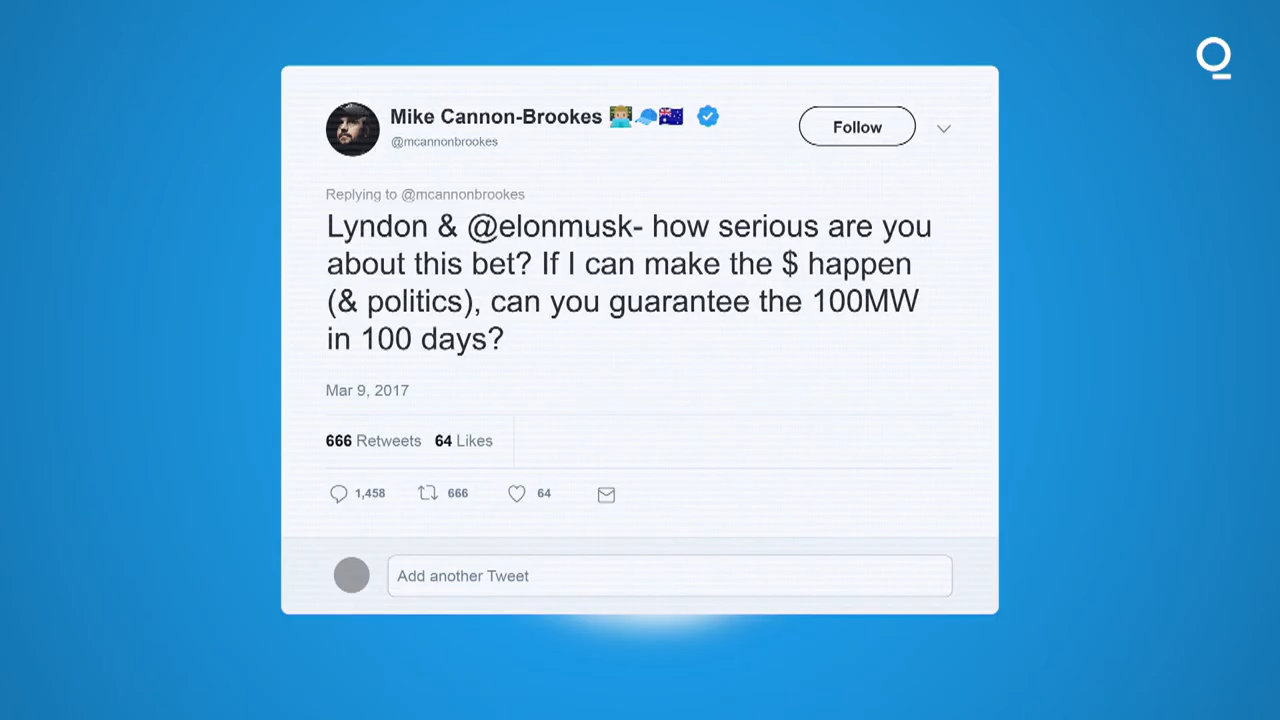 Mike Cannon-Brookes 👨🏼‍💻🧢🇦🇺
Follow
@mcannonbrookes
Replying to @mcannonbrookes
Lyndon & @elonmusk- how serious are you
about this bet? If I can make the $ happen
(& politics), can you guarantee the 100MW
in 100 days?
Mar 9, 2017
666 Retweets 64 Likes
1,458 666 64
Add another Tweet